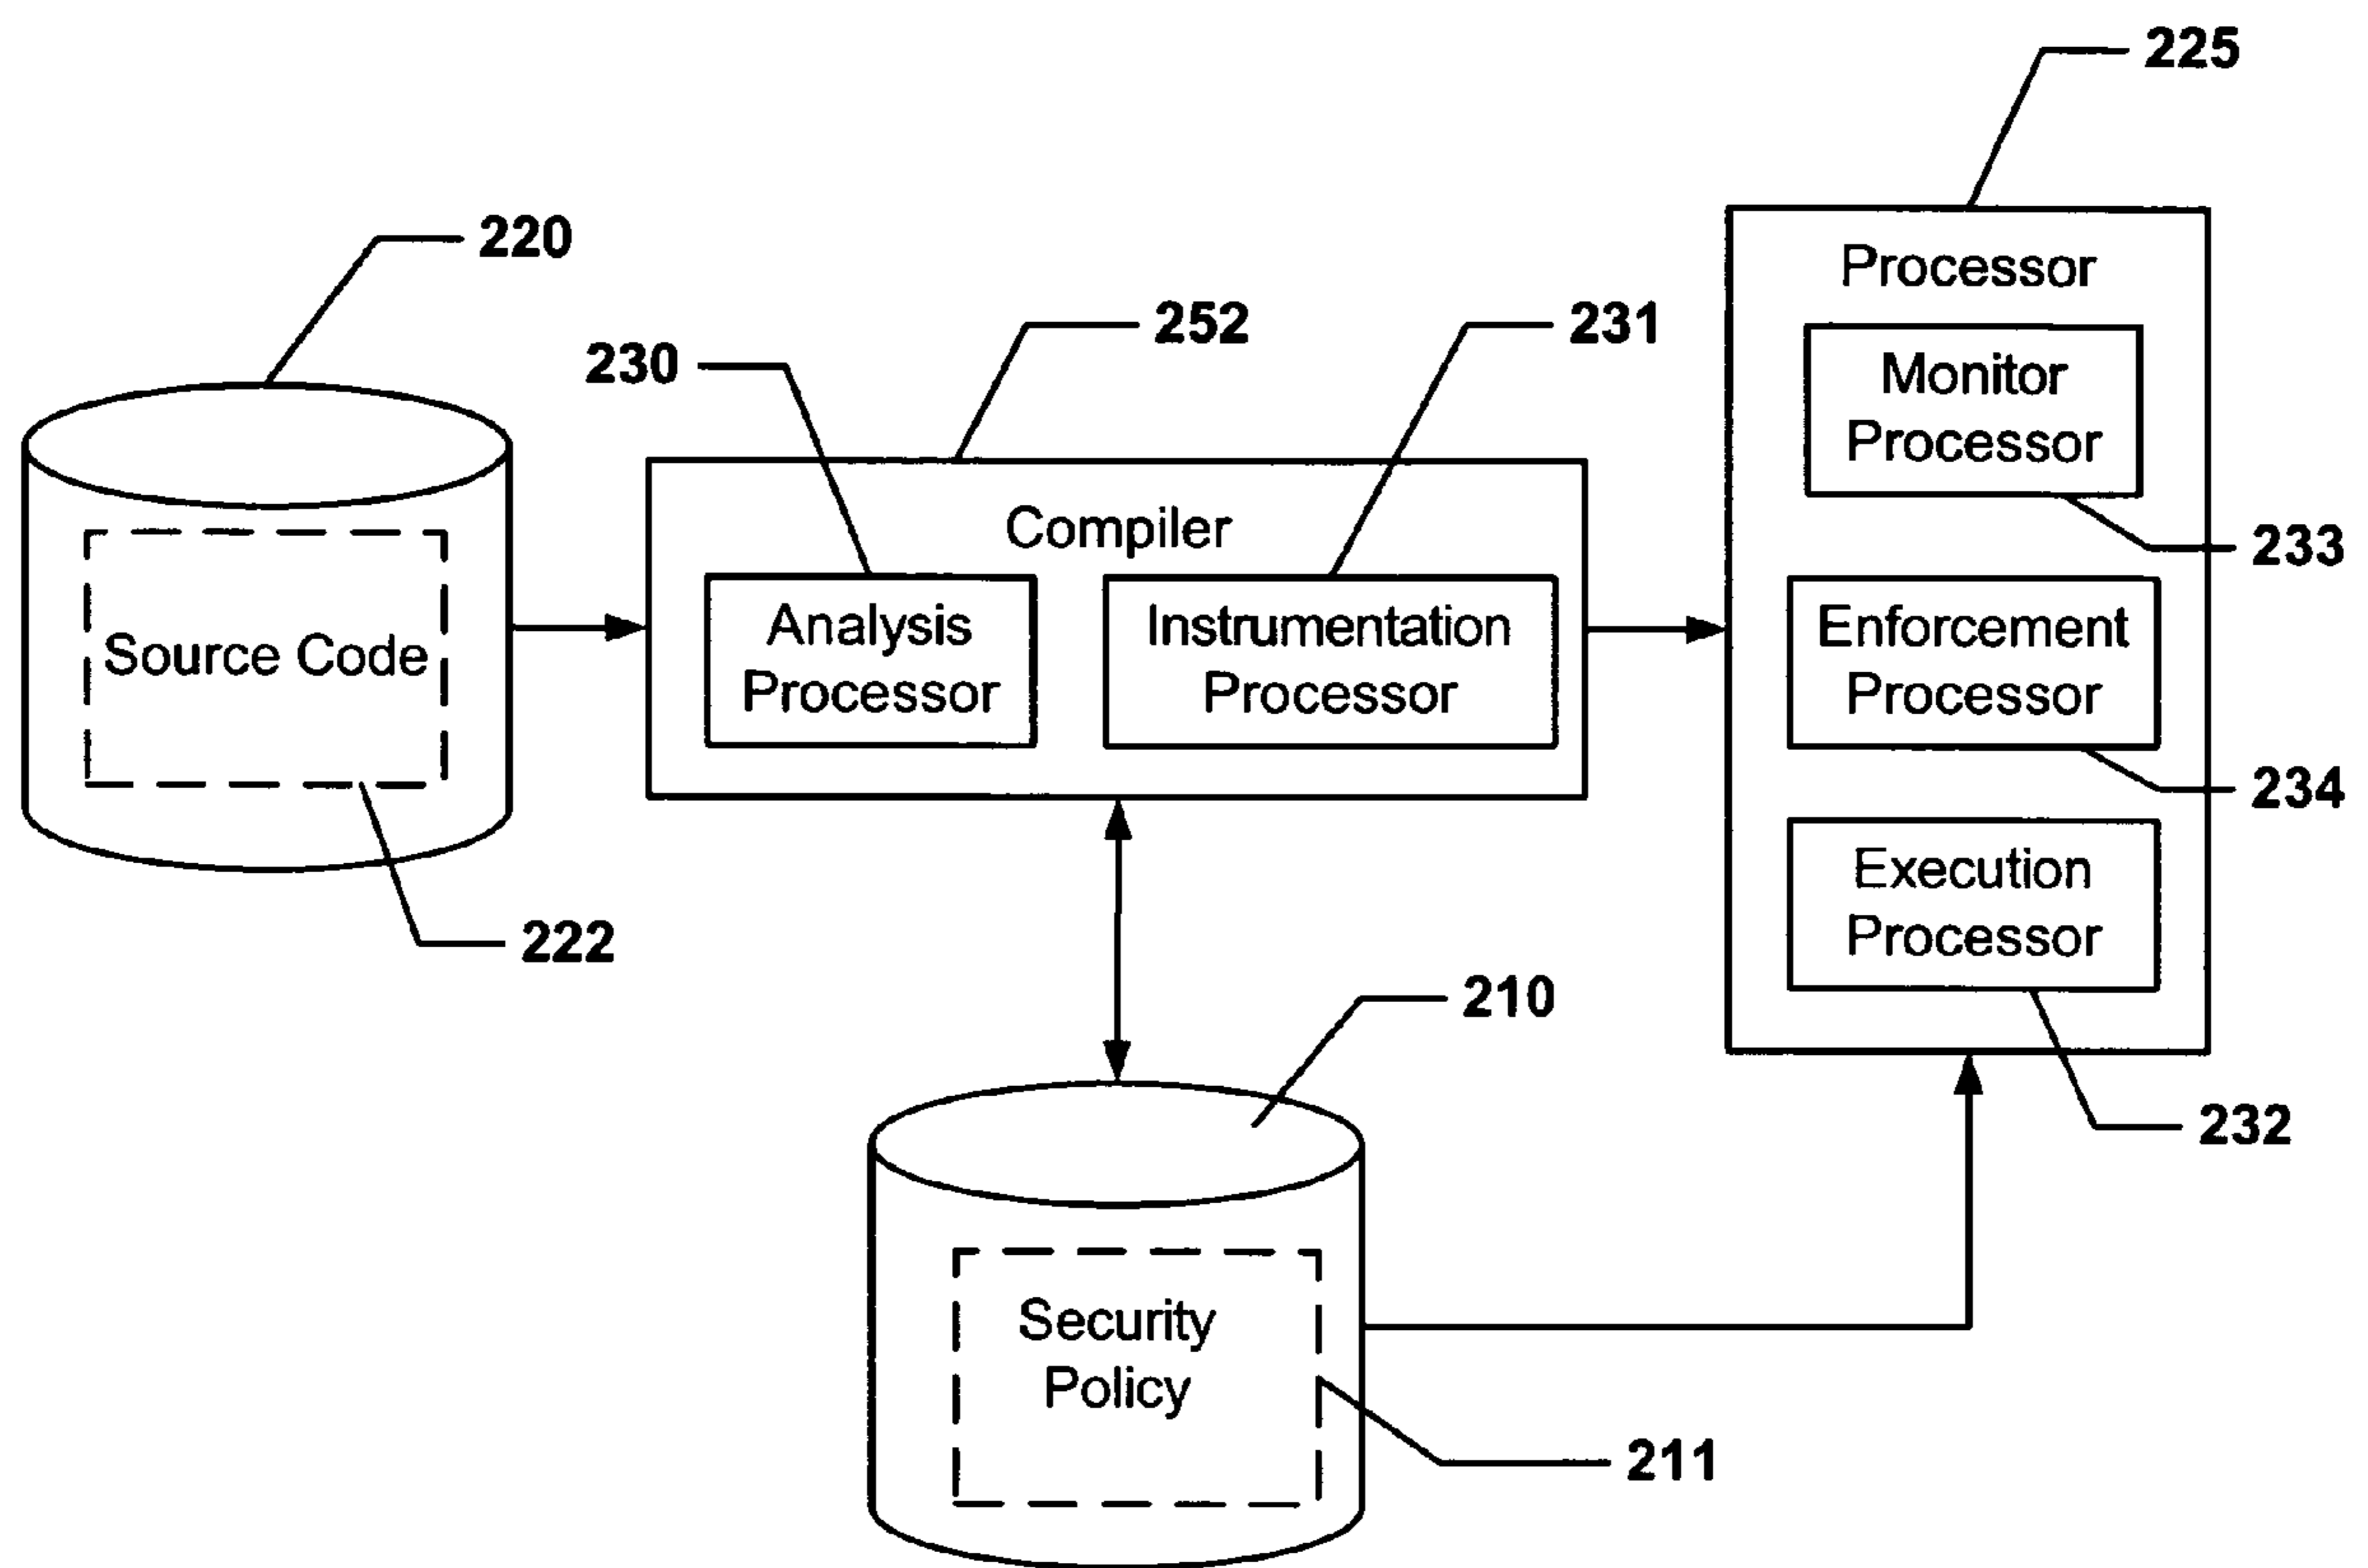 225
Processor
Monitor
Processor
233
Enforcement
Processor
234
Execution
Processor
232
220
Source Code
222
252
230
231
Compiler
Analysis
Processor
Instrumentation
Processor
210
Security
Policy
211